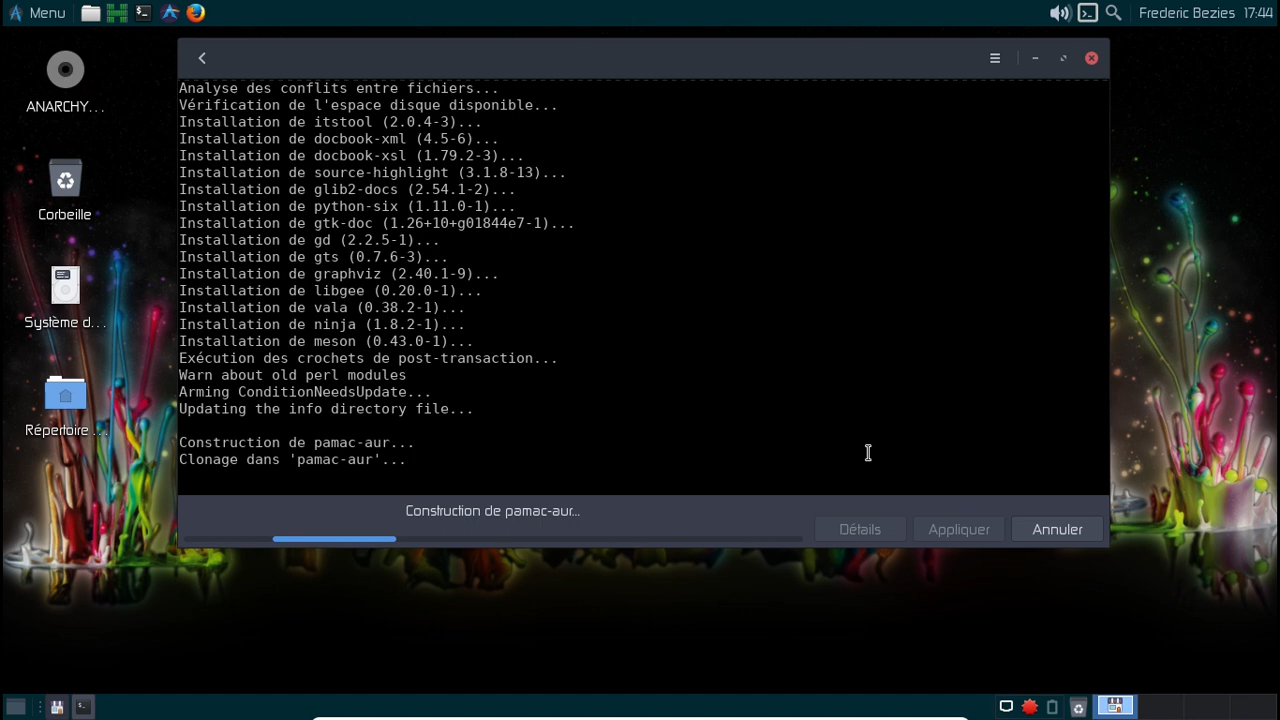 Menu
Frederic Bezies 17:44
ANARCHY...
Corbeille
Système d...
Répertoire ...
Analyse des conflits entre fichiers...
Vérification de l'espace disque disponible...
Installation de itstool (2.0.4-3)...
Installation de docbook-xml (4.5-6)...
Installation de docbook-xsl (1.79.2-3)...
Installation de source-highlight (3.1.8-13)...
Installation de glib2-docs (2.54.1-2)...
Installation de python-six (1.11.0-1)...
Installation de gtk-doc (1.26+10+g01844e7-1)...
Installation de gd (2.2.5-1)...
Installation de gts (0.7.6-3)...
Installation de graphviz (2.40.1-9)...
Installation de libgee (0.20.0-1)...
Installation de vala (0.38.2-1)...
Installation de ninja (1.8.2-1)...
Installation de meson (0.43.0-1)...
Exécution des crochets de post-transaction...
Warn about old perl modules
Arming ConditionNeedsUpdate...
Updating the info directory file...
Construction de pamac-aur...
Clonage dans 'pamac-aur'...
Construction de pamac-aur...
Détails
Appliquer
Annuler